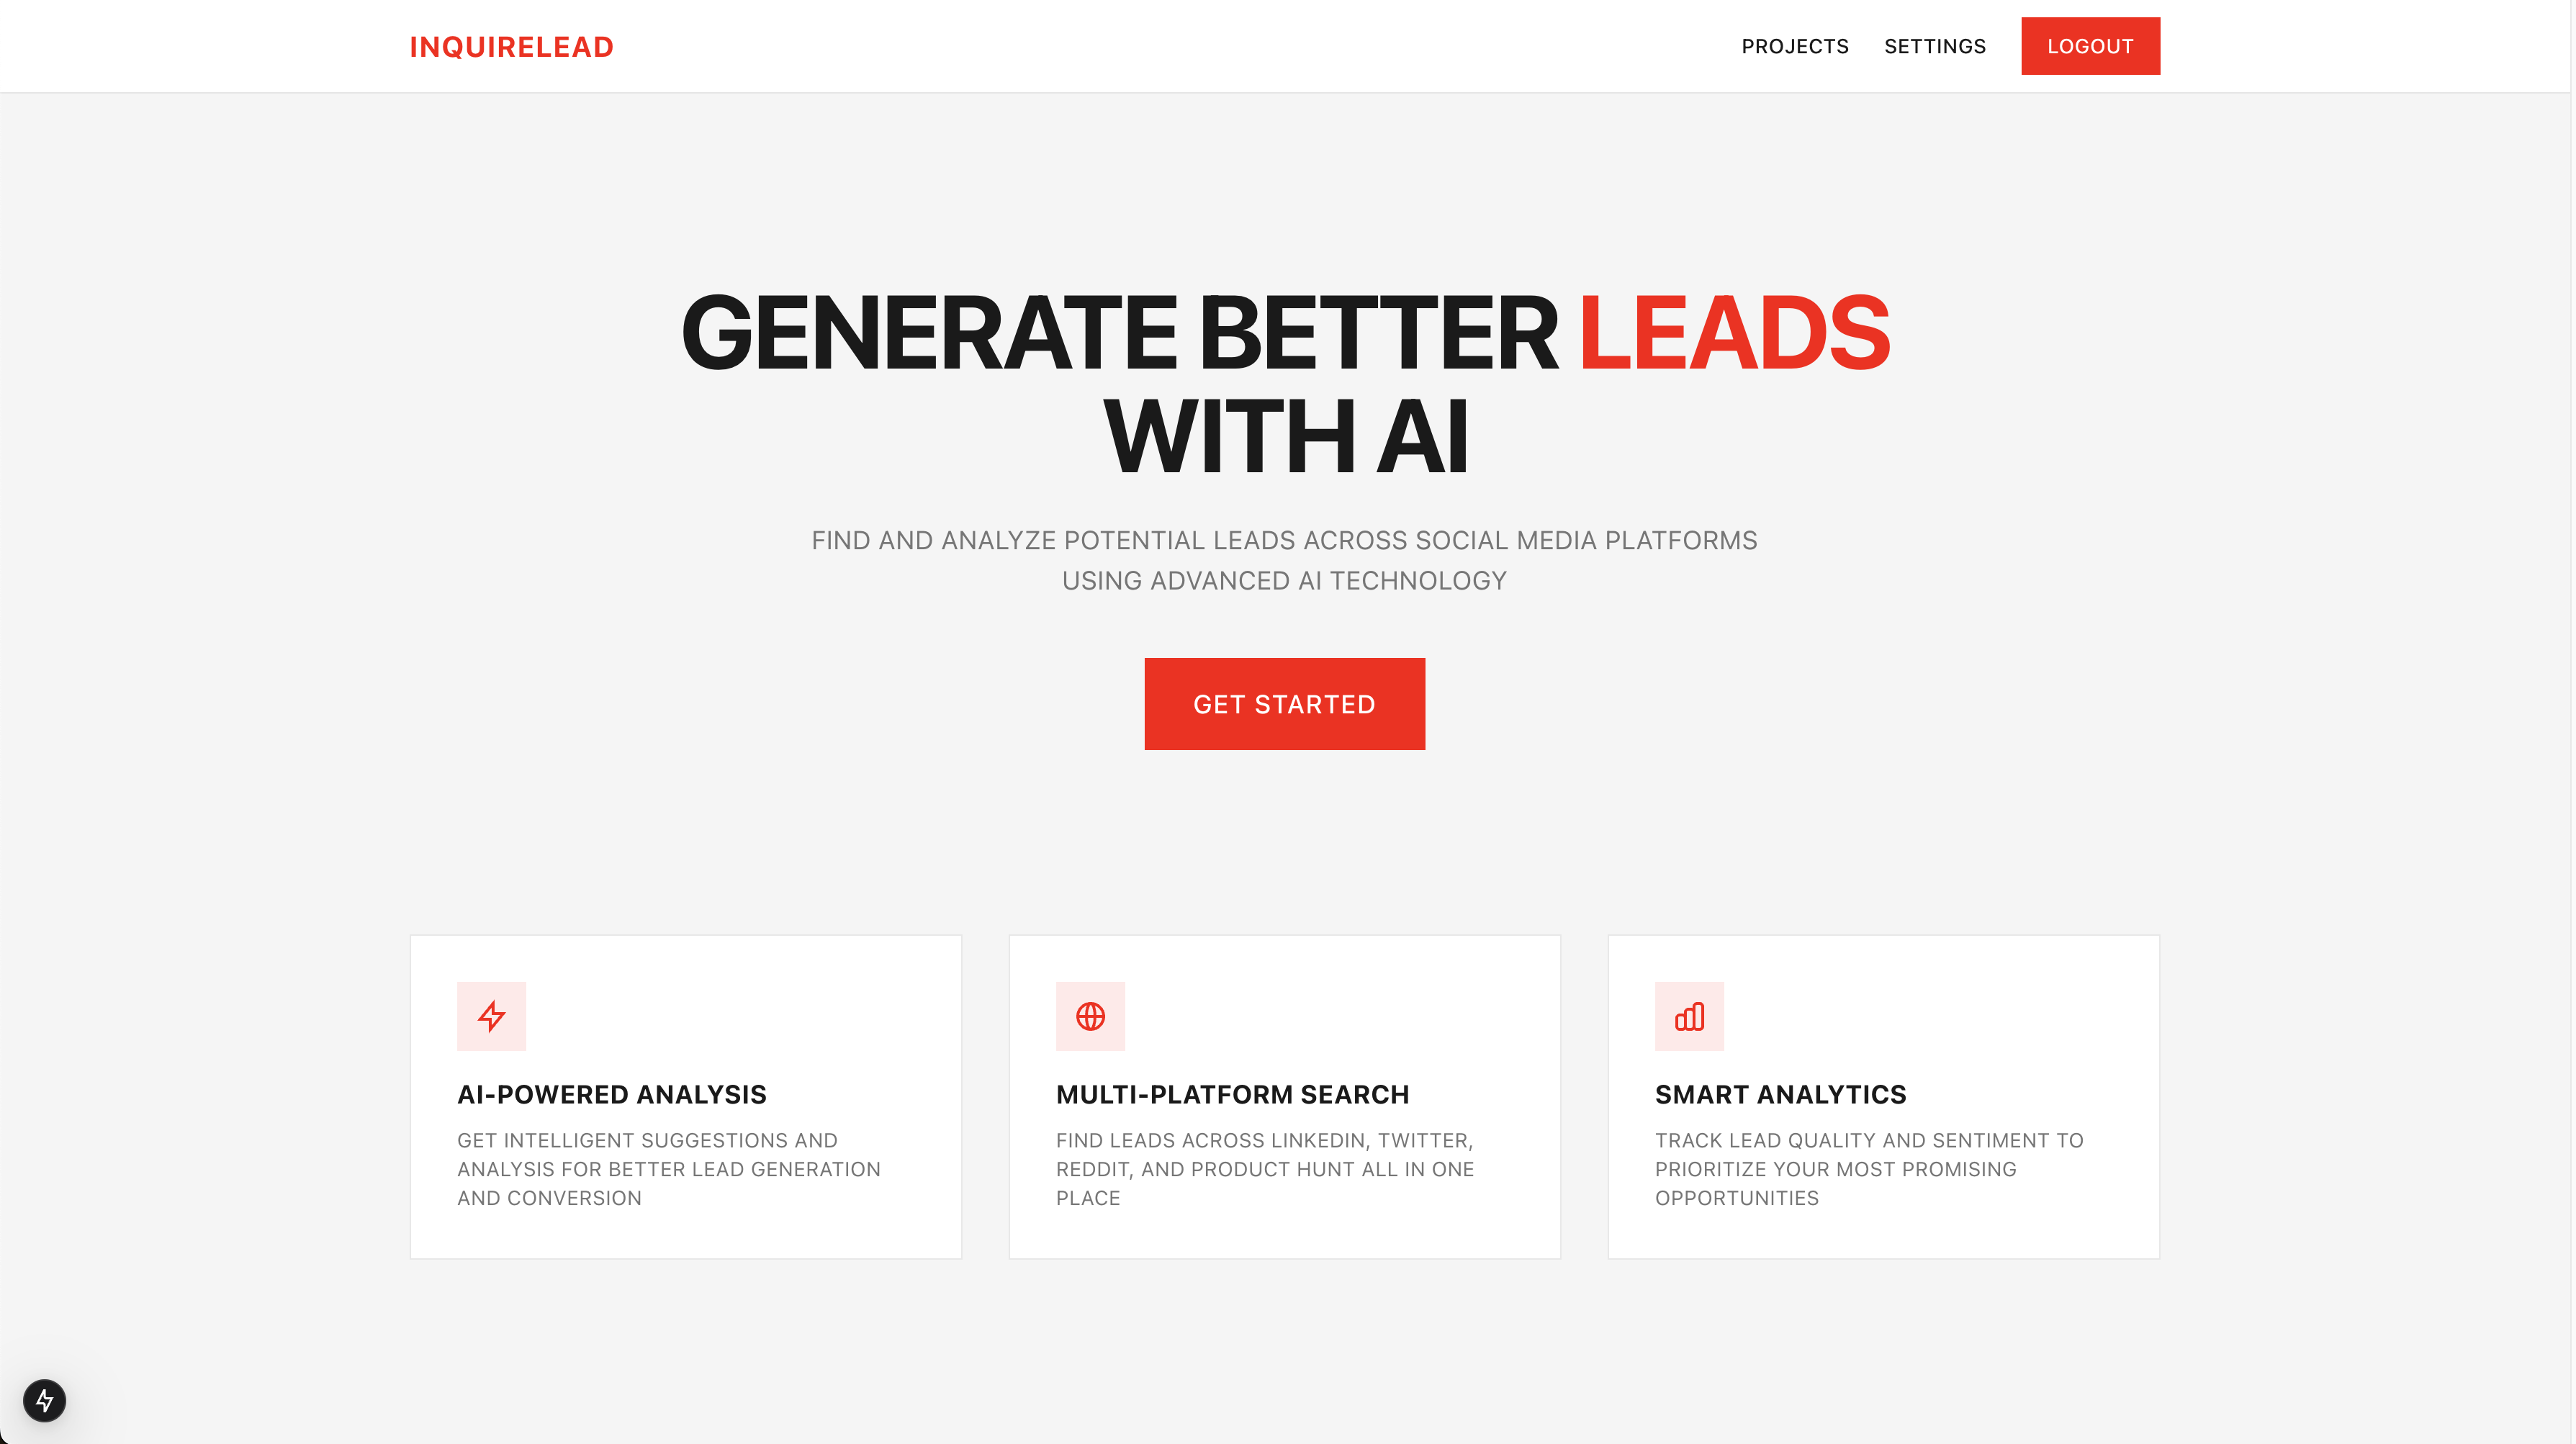 INQUIRELEAD
PROJECTS
SETTINGS
LOGOUT
GENERATE BETTER LEADS
WITH AI
FIND AND ANALYZE POTENTIAL LEADS ACROSS SOCIAL MEDIA PLATFORMS
USING ADVANCED AI TECHNOLOGY
GET STARTED
AI-POWERED ANALYSIS
GET INTELLIGENT SUGGESTIONS AND
ANALYSIS FOR BETTER LEAD GENERATION
AND CONVERSION
MULTI-PLATFORM SEARCH
FIND LEADS ACROSS LINKEDIN, TWITTER,
REDDIT, AND PRODUCT HUNT ALL IN ONE
PLACE
SMART ANALYTICS
TRACK LEAD QUALITY AND SENTIMENT TO
PRIORITIZE YOUR MOST PROMISING
OPPORTUNITIES